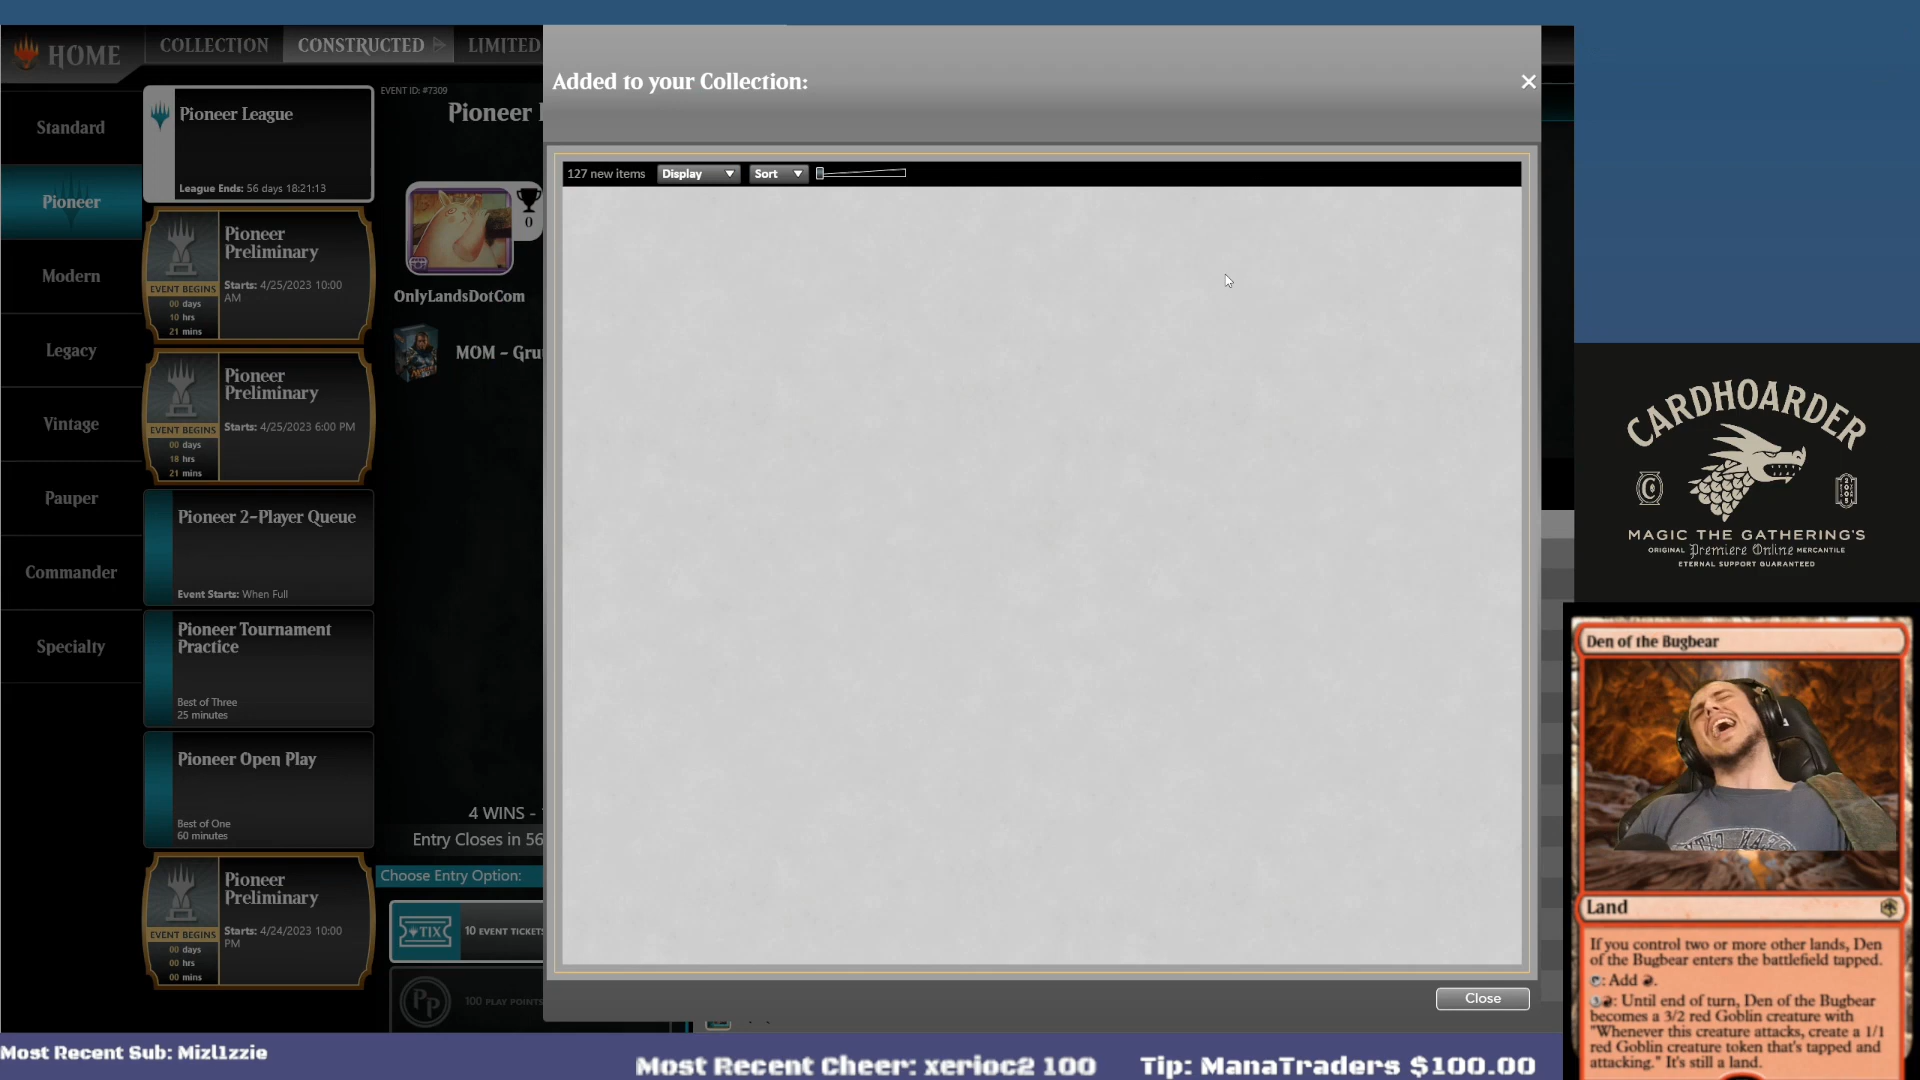 HOME
COLLECTION
CONSTRUCTED
LIMITED
Added to your Collection:
127 new items
Display
Sort
Standard
Pioneer
Modern
Legacy
Vintage
Pauper
Commander
Specialty
Pioneer League
League Ends: 56 days 18:21:13
Pioneer
Preliminary
Starts: 4/25/2023 10:00
AM
EVENT BEGINS
00 days
10 hrs
21 mins
Pioneer
Preliminary
Starts: 4/25/2023 6:00 PM
EVENT BEGINS
00 days
18 hrs
21 mins
Pioneer 2-Player Queue
Event Starts: When Full
Pioneer Tournament
Practice
Best of Three
25 minutes
Pioneer Open Play
Best of One
60 minutes
Pioneer
Preliminary
Starts: 4/24/2023 10:00
PM
EVENT BEGINS
00 days
00 hrs
00 mins
EVENT ID: #7309
Pioneer
0
OnlyLandsDotCom
MOM - Gru
4 WINS -
Entry Closes in 56
Choose Entry Option:
TIX
10 EVENT TICKETS
PP
100 PLAY POINTS
Close
CARDHOARDER
C
2005
MAGIC THE GATHERING'S
ORIGINAL Premiere Online MERCANTILE
ETERNAL SUPPORT GUARANTEED
Den of the Bugbear
Land
If you control two or more other lands, Den
of the Bugbear enters the battlefield tapped.
: Add .
3: Until end of turn, Den of the Bugbear
becomes a 3/2 red Goblin creature with
"Whenever this creature attacks, create a 1/1
red Goblin creature token that's tapped and
attacking." It's still a land.
Most Recent Sub: Mizl1zzie
Most Recent Cheer: xerioc2 100
Tip: ManaTraders $100.00